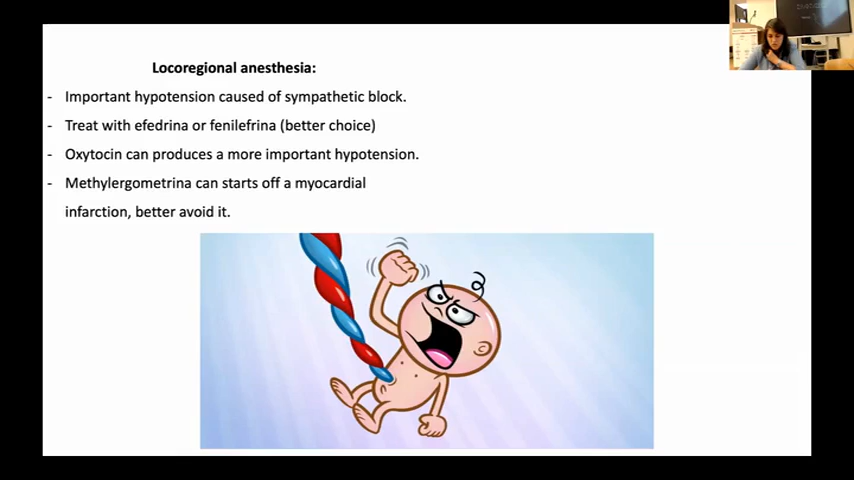 Locoregional anesthesia:
- Important hypotension caused of sympathetic block.
- Treat with efedrina or fenilefrina (better choice)
- Oxytocin can produces a more important hypotension.
- Methylergometrina can starts off a myocardial
infarction, better avoid it.